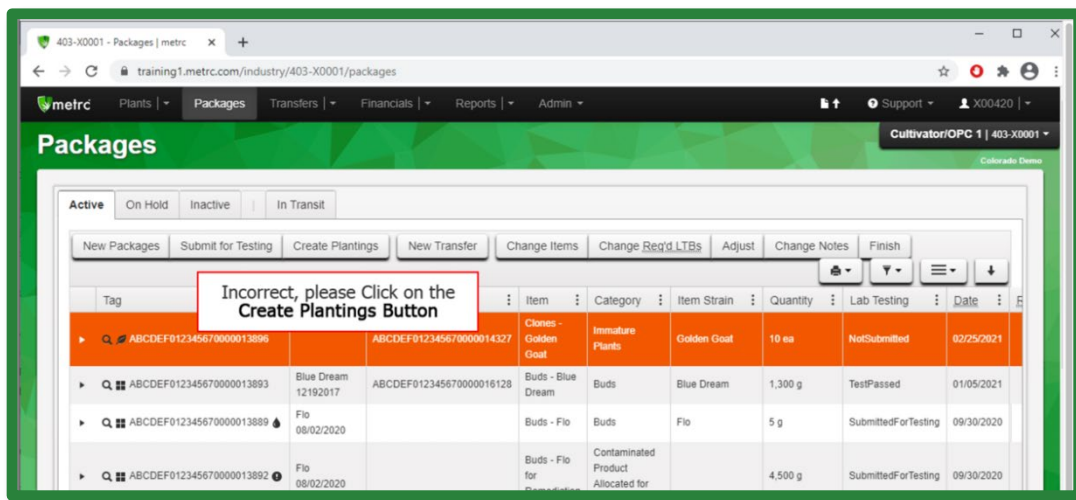 403-X0001 - Packages | metrc
training1.metrc.com/industry/403-X0001/packages
metrc Plants | Packages Transfers | Financials | Reports | Admin Support X00420 |
Cultivator/OPC 1 | 403-X0001
Packages
Colorado Demo
Active On Hold Inactive | In Transit
New Packages Submit for Testing Create Plantings New Transfer Change Items Change Req'd LTBs Adjust Change Notes Finish
Incorrect, please Click on the
Create Plantings Button
Tag Item Category Item Strain Quantity Lab Testing Date
ABCDEF012345670000013896 ABCDEF012345670000014327 Clones - Golden Goat Immature Plants Golden Goat 10 ea NotSubmitted 02/25/2021
ABCDEF012345670000013893 Blue Dream 12192017 ABCDEF012345670000016128 Buds - Blue Dream Buds Blue Dream 1,300 g TestPassed 01/05/2021
ABCDEF012345670000013889 Flo 08/02/2020 Buds - Flo Buds Flo 5 g SubmittedForTesting 09/30/2020
ABCDEF012345670000013892 Flo 08/02/2020 Buds - Flo for Contaminated Product Allocated for 4,500 g SubmittedForTesting 09/30/2020